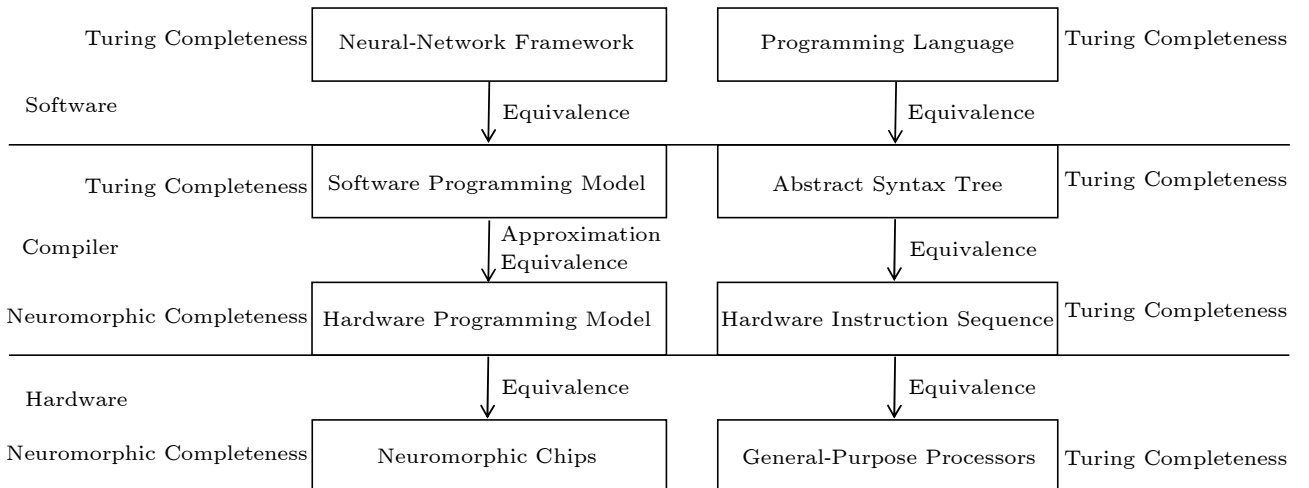 Turing Completeness Neural-Network Framework Programming Language Turing Completeness
Software
Equivalence Equivalence
Turing Completeness Software Programming Model Abstract Syntax Tree Turing Completeness
Compiler
Approximation
Equivalence
Equivalence
Neuromorphic Completeness Hardware Programming Model Hardware Instruction Sequence Turing Completeness
Hardware
Equivalence Equivalence
Neuromorphic Completeness Neuromorphic Chips General-Purpose Processors Turing Completeness